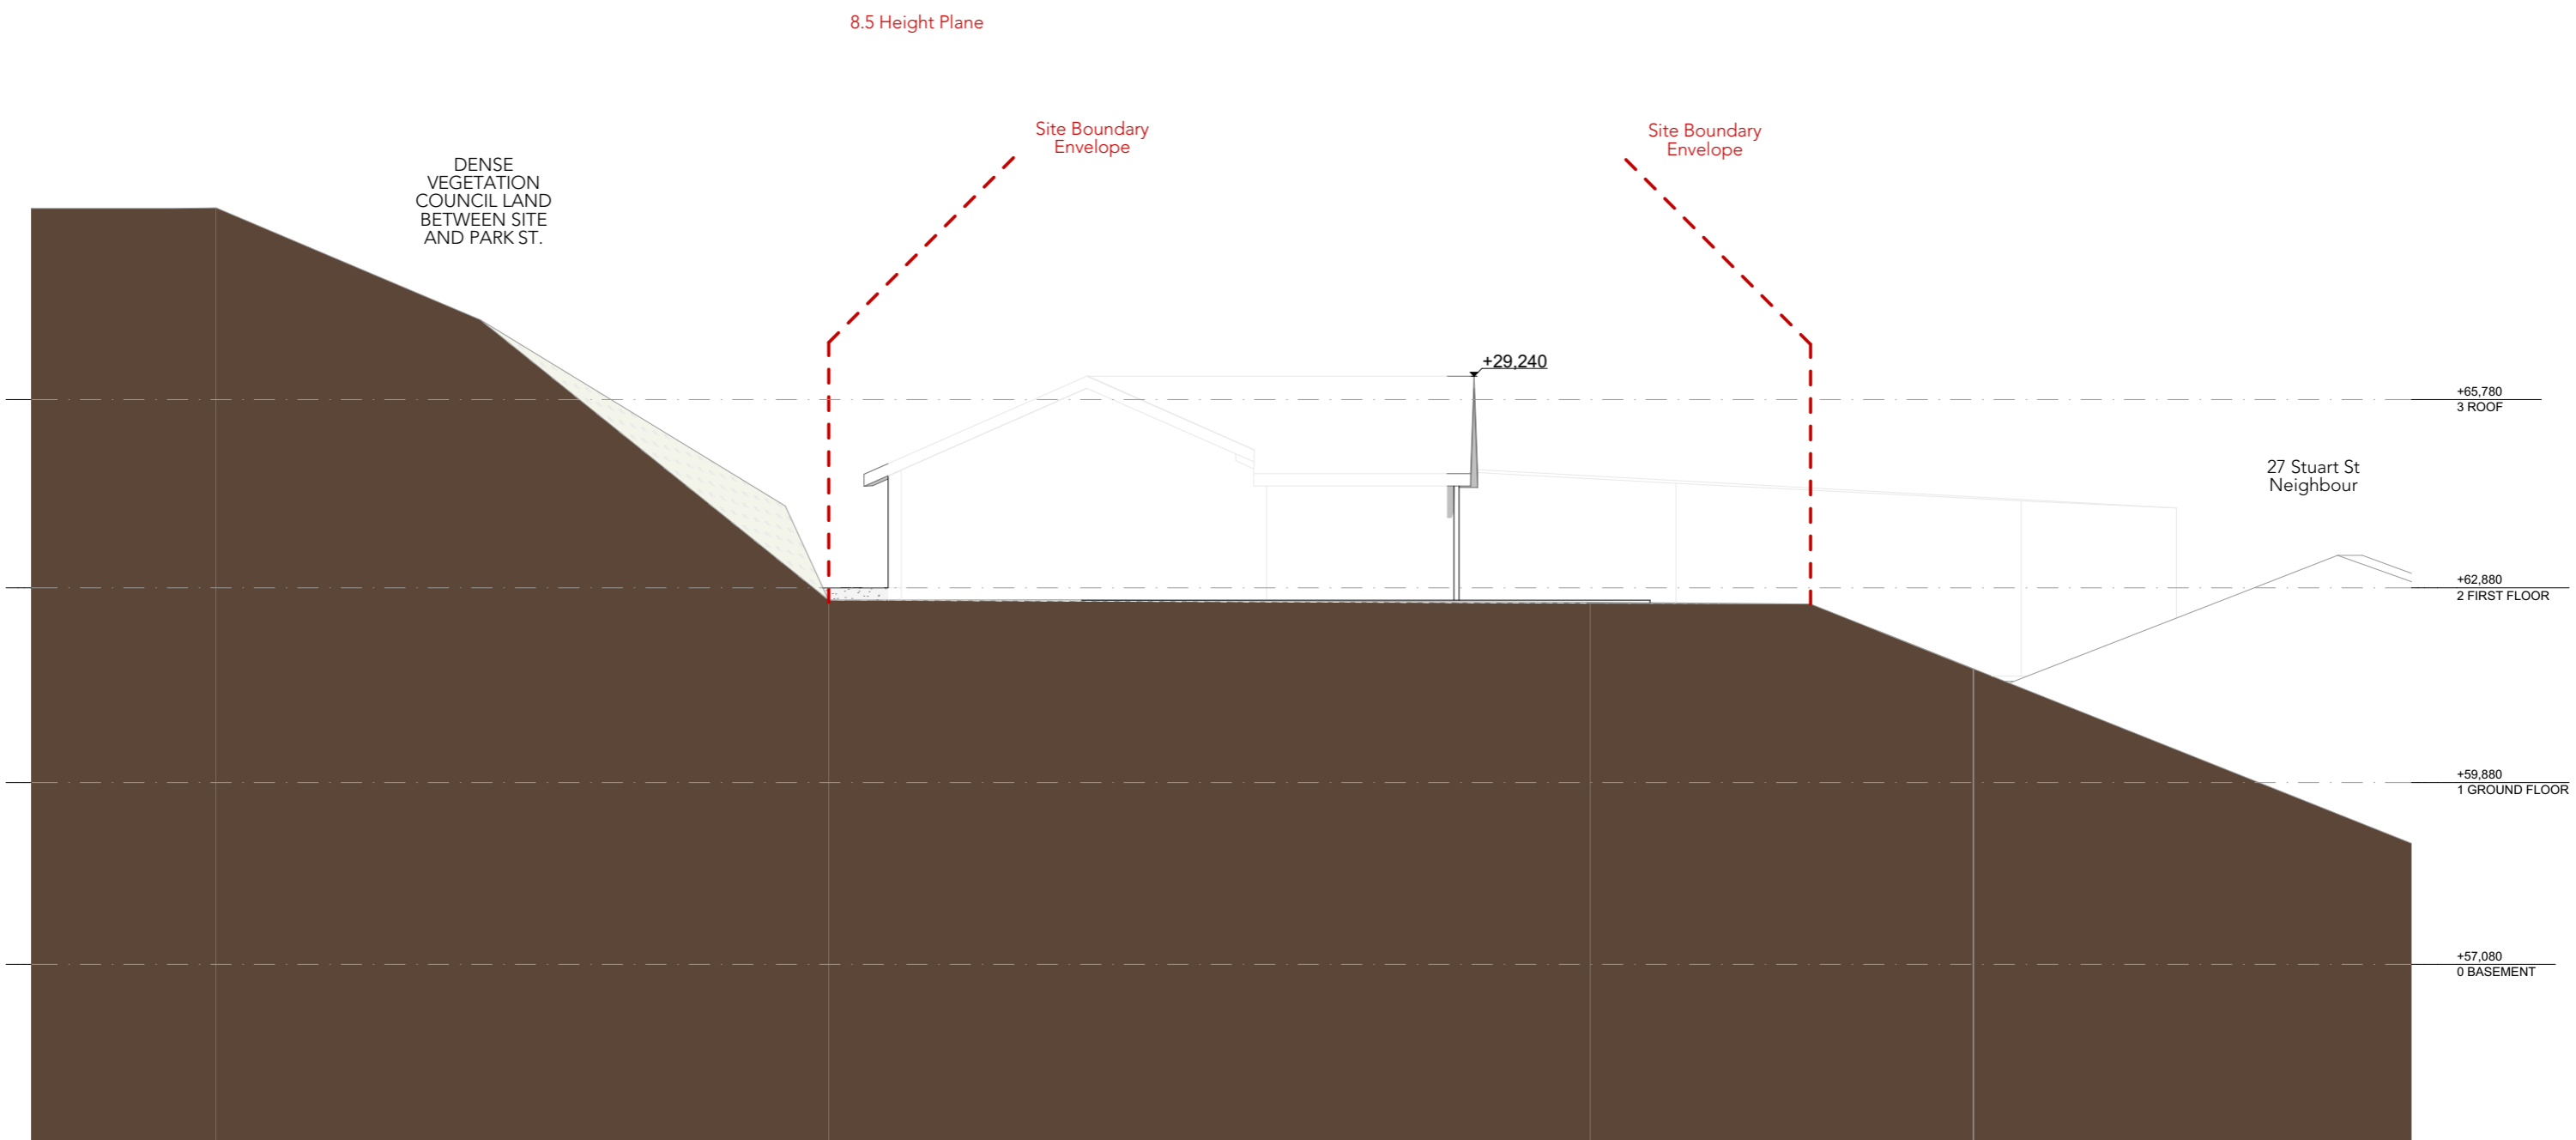 8.5 Height Plane
Site Boundary
Envelope
Site Boundary
Envelope
DENSE
VEGETATION
COUNCIL LAND
BETWEEN SITE
AND PARK ST.
+29,240
+65,780
3 ROOF
27 Stuart St
Neighbour
+62,880
2 FIRST FLOOR
+59,880
1 GROUND FLOOR
+57,080
0 BASEMENT